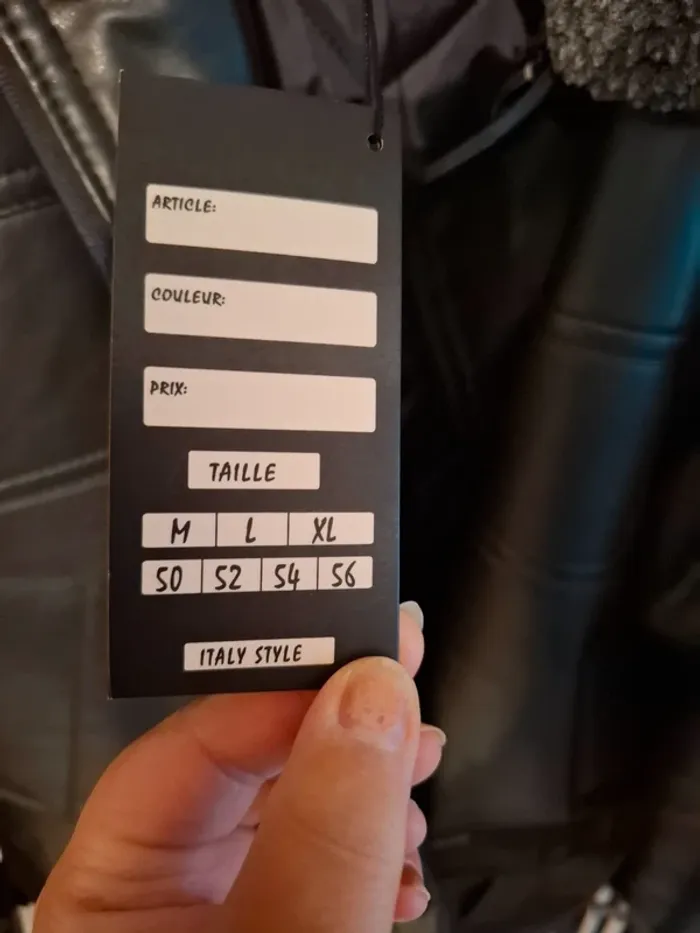 ARTICLE:
COULEUR:
PRIX:
TAILLE
M L XL
50 52 54 56
ITALY STYLE